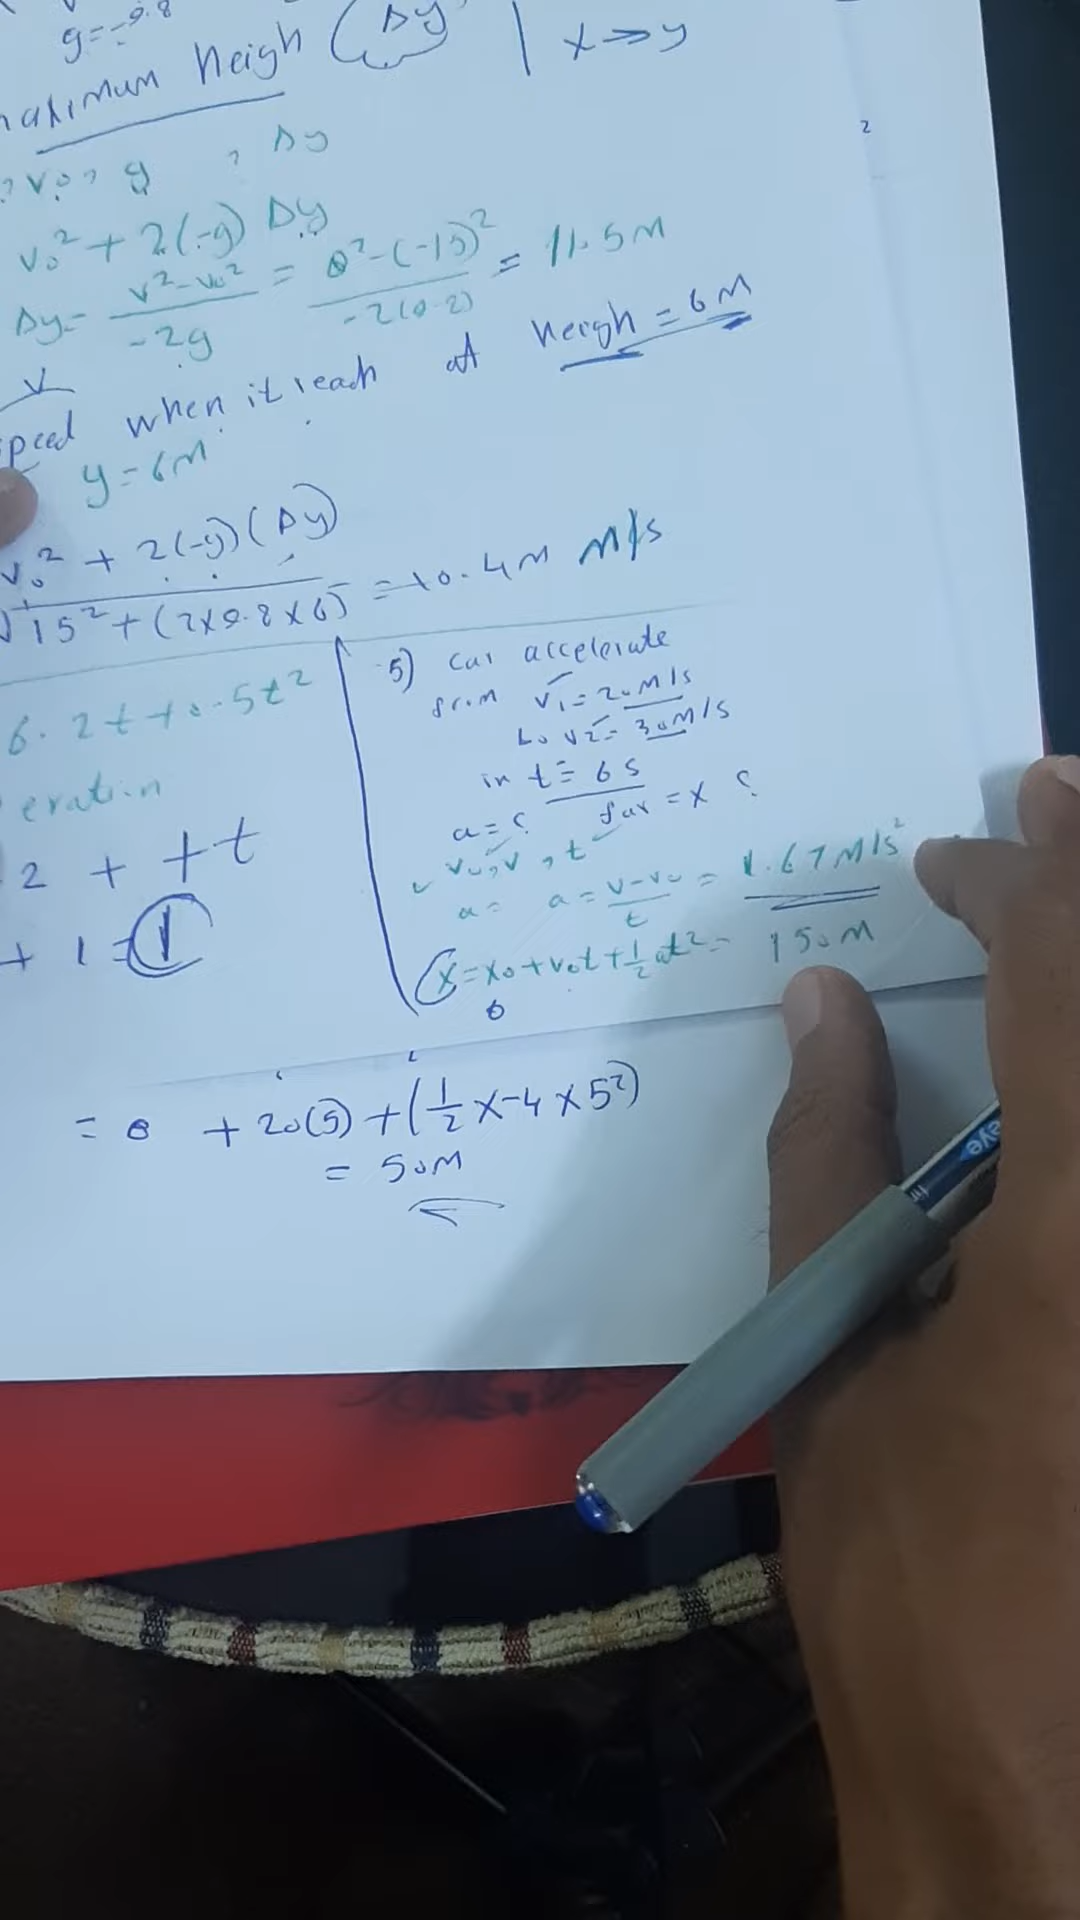 g=-9.8
maximum heigh (Δy) | x⇒y
2
? v₀, g , Δy
v₀² + 2(-g) Δy
Δy = v²-v₀² / -2g = 0²-(-15)² / -2(9.8) = 11.5M
v
speed when it reach at heigh = 6M
y = 6M
v₀² + 2(-g)(Δy)
√15²+(2×9.8×6) = 10.4M M/s
6.2t + 0.5t²
eration
2 + + t
+ 1 = 1
5) car accelerate
from v₁ = 20M/s
to v₂ = 30M/s
in t = 6s
a = ? far = x ?
v₀, v, t
a = a = v-v₀ / t = 1.67M/s²
x = x₀+v₀t+½at² = 150M
0
= 0 + 20(5) + (½×-4×5²)
= 50M